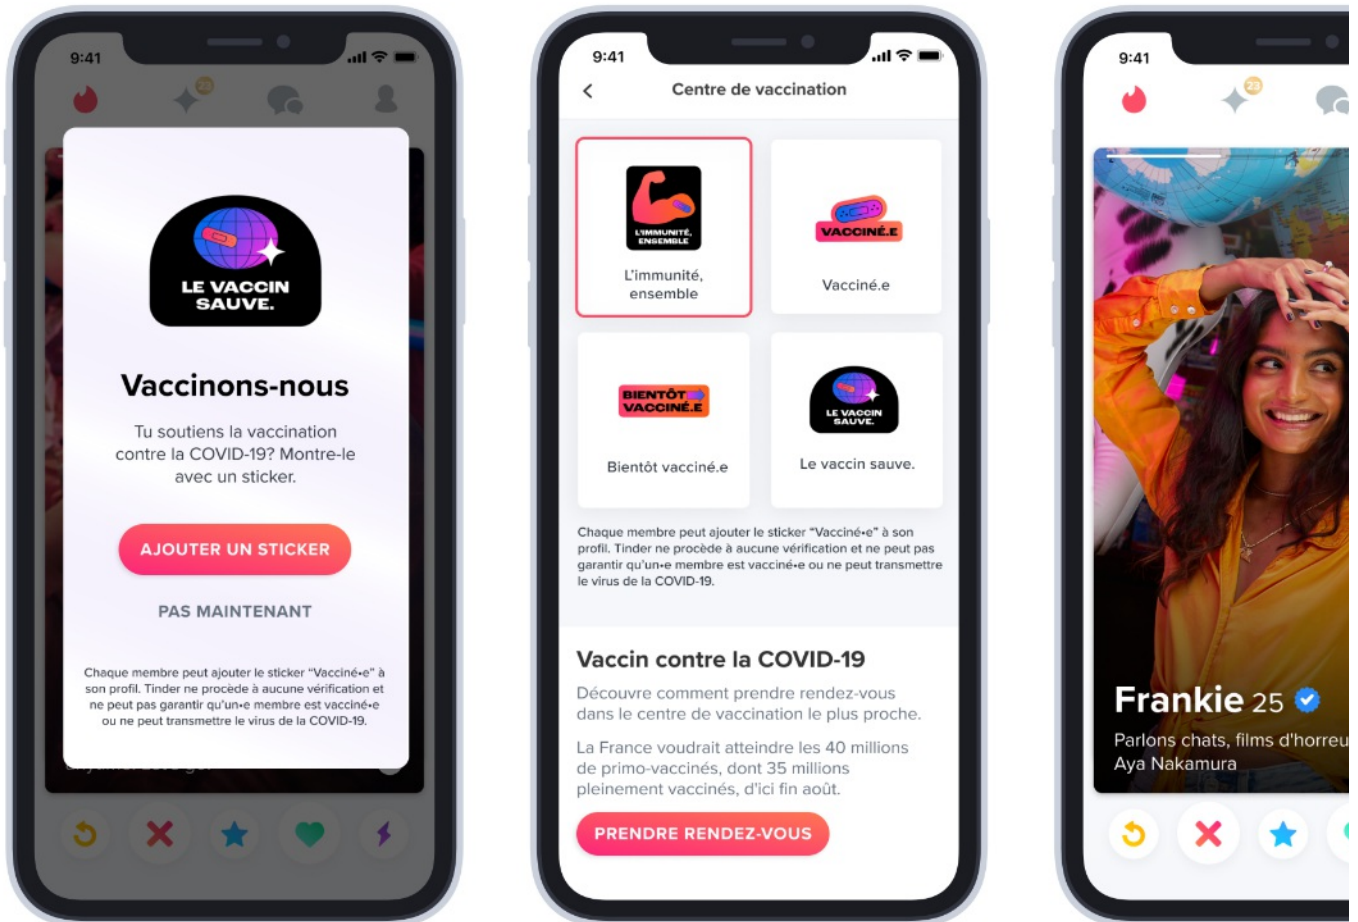 9:41
23
LE VACCIN
SAUVE.
Vaccinons-nous
Tu soutiens la vaccination
contre la COVID-19? Montre-le
avec un sticker.
AJOUTER UN STICKER
PAS MAINTENANT
Chaque membre peut ajouter le sticker “Vacciné•e” à
son profil. Tinder ne procède à aucune vérification et
ne peut pas garantir qu’un•e membre est vacciné•e
ou ne peut transmettre le virus de la COVID-19.
9:41
Centre de vaccination
L’IMMUNITÉ,
ENSEMBLE
L’immunité,
ensemble
VACCINÉ.E
Vacciné.e
BIENTÔT
VACCINÉ.E
Bientôt vacciné.e
LE VACCIN
SAUVE.
Le vaccin sauve.
Chaque membre peut ajouter le sticker “Vacciné•e” à son
profil. Tinder ne procède à aucune vérification et ne peut pas
garantir qu’un•e membre est vacciné•e ou ne peut transmettre
le virus de la COVID-19.
Vaccin contre la COVID-19
Découvre comment prendre rendez-vous
dans le centre de vaccination le plus proche.
La France voudrait atteindre les 40 millions
de primo-vaccinés, dont 35 millions
pleinement vaccinés, d’ici fin août.
PRENDRE RENDEZ-VOUS
9:41
23
Frankie 25
Parlons chats, films d'horreu
Aya Nakamura